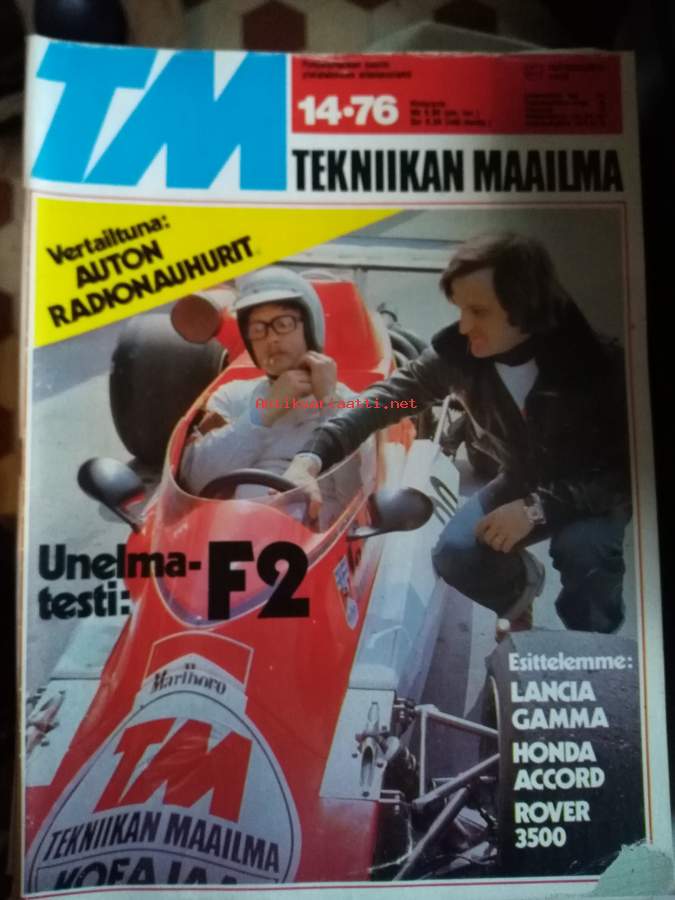 TM
14•76
TEKNIIKAN MAAILMA
Vertailtuna:
AUTON
RADIONAUHURIT
Antikvariaatti.net
Unelma-
testi: F2
Marlboro
TM
TEKNIIKAN MAAILMA
KOEAJAA
Esittelemme:
LANCIA
GAMMA
HONDA
ACCORD
ROVER
3500